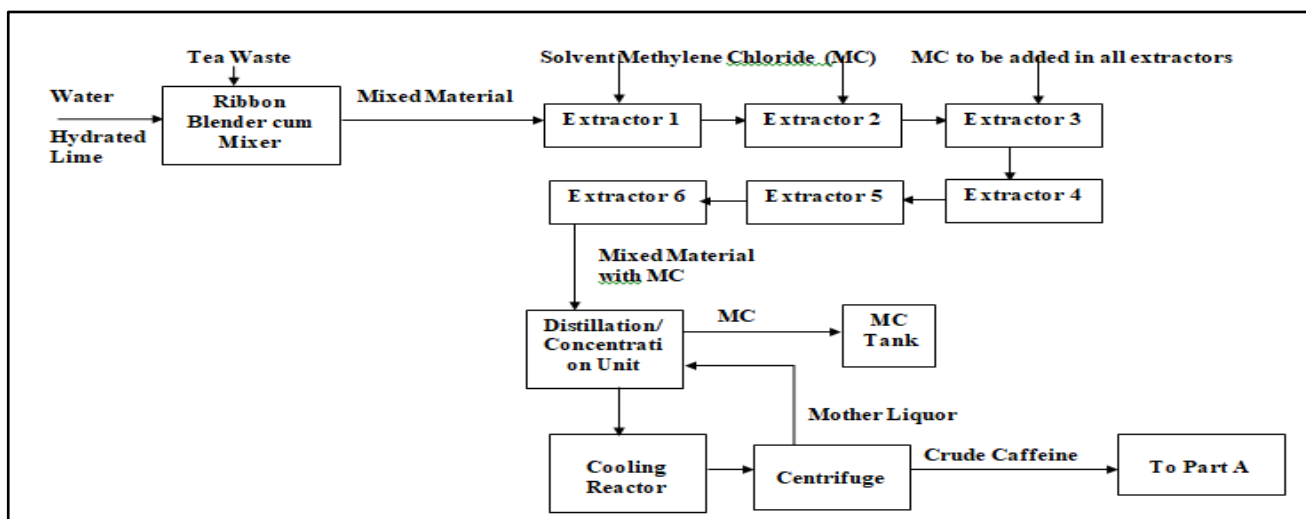 Tea Waste
Solvent Methylene Chloride (MC)
MC to be added in all extractors
Water
Hydrated
Lime
Ribbon
Blender cum
Mixer
Mixed Material
Extractor 1
Extractor 2
Extractor 3
Extractor 6
Extractor 5
Extractor 4
Mixed Material
with MC
Distillation/
Concentrati
on Unit
MC
MC
Tank
Mother Liquor
Cooling
Reactor
Centrifuge
Crude Caffeine
To Part A